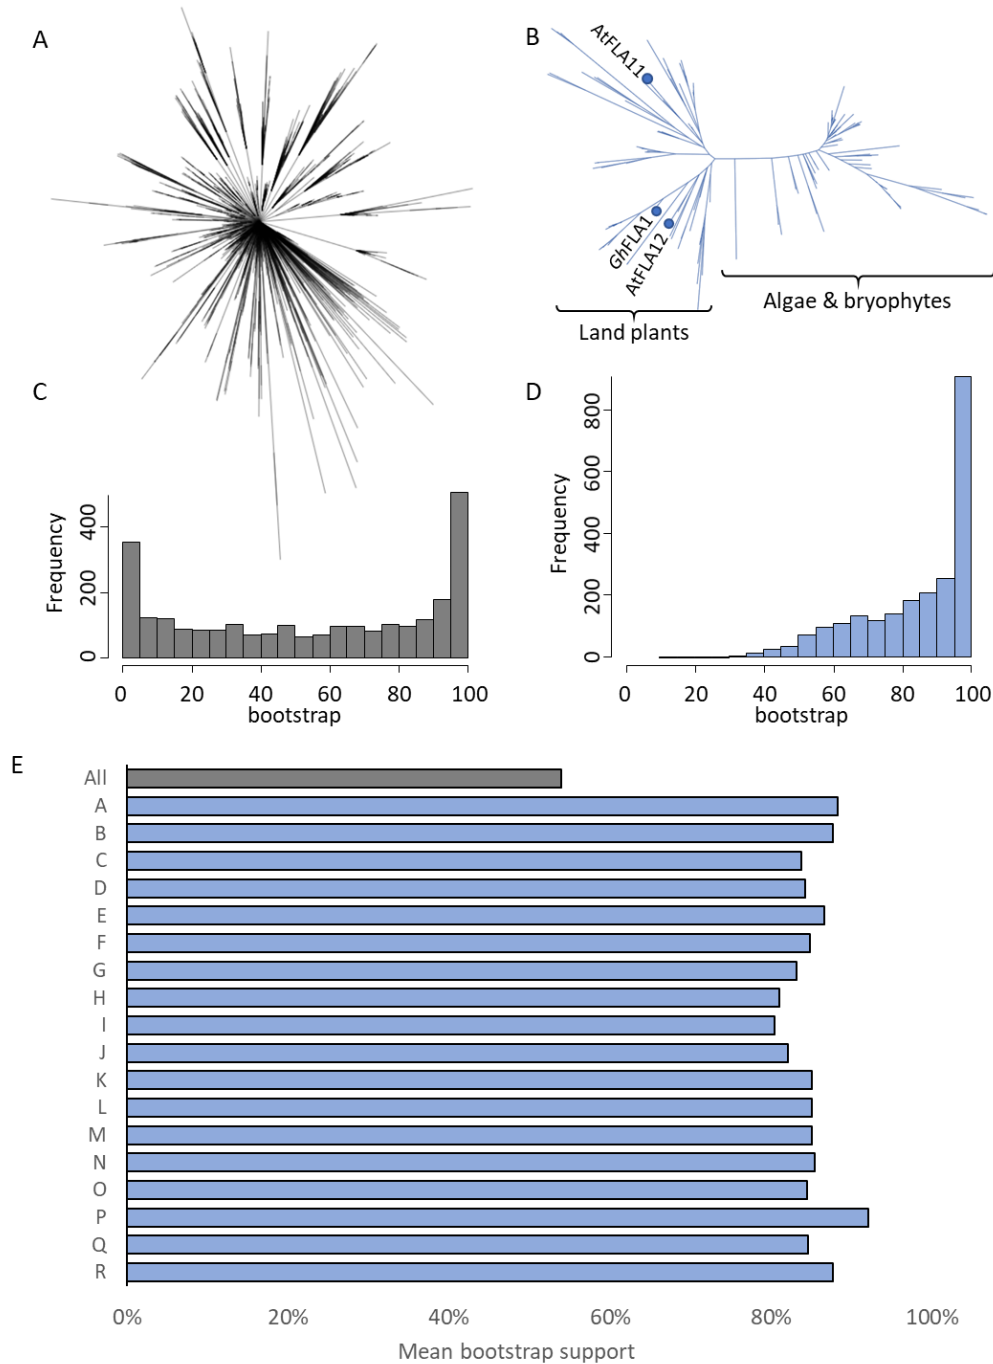 A
B
AtFLA11
GhFLA1
AtFLA12
Algae & bryophytes
Land plants
C
Frequency
400
200
0
0 20 40 60 80 100
bootstrap
D
Frequency
800
600
400
200
0
0 20 40 60 80 100
bootstrap
E
All
A
B
C
D
E
F
G
H
I
J
K
L
M
N
O
P
Q
R
0% 20% 40% 60% 80% 100%
Mean bootstrap support